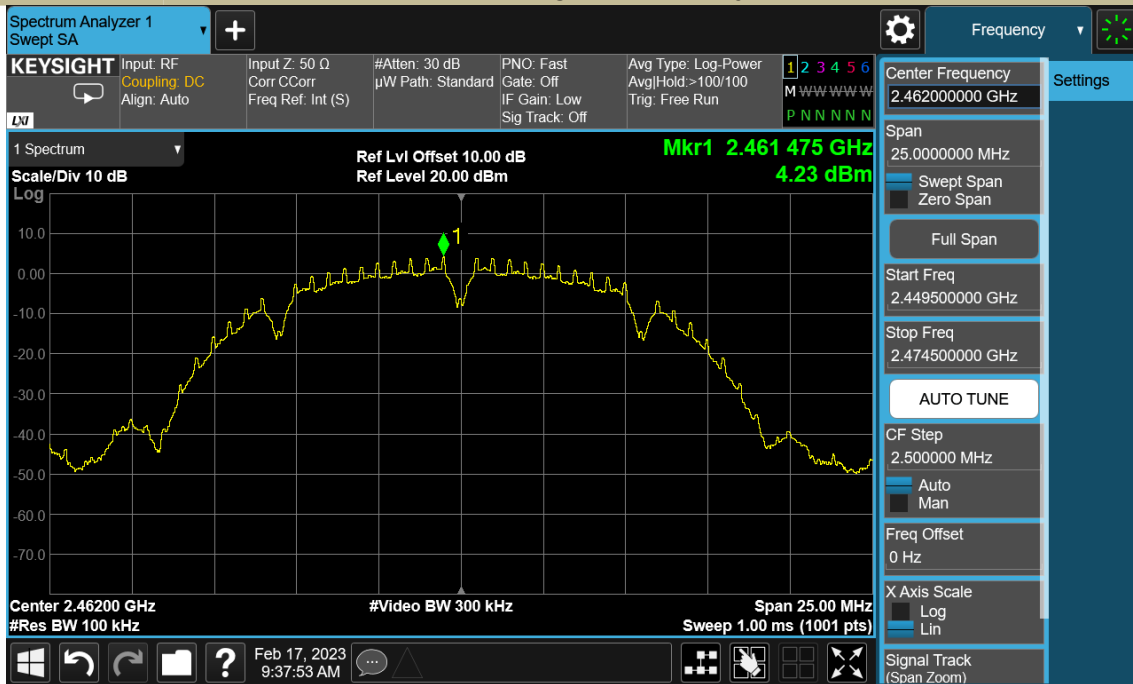 Spectrum Analyzer 1
Swept SA
Frequency
KEYSIGHT
LXI
Input: RF
Coupling: DC
Align: Auto
Input Z: 50 Ω
Corr CCorr
Freq Ref: Int (S)
#Atten: 30 dB
µW Path: Standard
PNO: Fast
Gate: Off
IF Gain: Low
Sig Track: Off
Avg Type: Log-Power
Avg|Hold:>100/100
Trig: Free Run
1 2 3 4 5 6
M W W W W W
P N N N N N
1 Spectrum
Scale/Div 10 dB
Log
Ref Lvl Offset 10.00 dB
Ref Level 20.00 dBm
Mkr1 2.461 475 GHz
4.23 dBm
1
10.0
0.00
-10.0
-20.0
-30.0
-40.0
-50.0
-60.0
-70.0
Center 2.46200 GHz
#Res BW 100 kHz
#Video BW 300 kHz
Span 25.00 MHz
Sweep 1.00 ms (1001 pts)
Feb 17, 2023
9:37:53 AM
Center Frequency
2.462000000 GHz
Settings
Span
25.0000000 MHz
Swept Span
Zero Span
Full Span
Start Freq
2.449500000 GHz
Stop Freq
2.474500000 GHz
AUTO TUNE
CF Step
2.500000 MHz
Auto
Man
Freq Offset
0 Hz
X Axis Scale
Log
Lin
Signal Track
(Span Zoom)